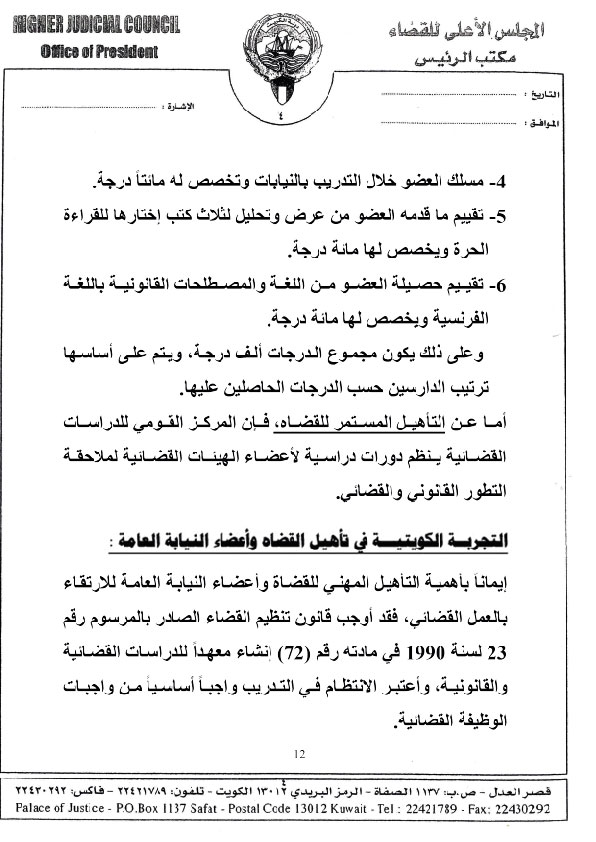 HIGHER JUDICIAL COUNCIL
Office of President
المجلس الأعلى للقضاء
مكتب الرئيس
التاريخ :
الموافق :
الإشارة :
٤
4- مسلك العضو خلال التدريب بالنيابات وتخصص له مائتا درجة.
5- تقييم ما قدمه العضو من عرض وتحليل لثلاث كتب إختارها للقراءة
الحرة ويخصص لها مائة درجة.
6- تقييم حصيلة العضو من اللغة والمصطلحات القانونية باللغة
الفرنسية ويخصص لها مائة درجة.
وعلى ذلك يكون مجموع الدرجات ألف درجة، ويتم على أساسها
ترتيب الدارسين حسب الدرجات الحاصلين عليها.
أما عن التأهيل المستمر للقضاه، فإن المركز القومي للدراسات
القضائية ينظم دورات دراسية لأعضاء الهيئات القضائية لملاحقة
التطور القانوني والقضائي.
التجربة الكويتية في تأهيل القضاه وأعضاء النيابة العامة :
إيماناً بأهمية التأهيل المهني للقضاة وأعضاء النيابة العامة للارتقاء
بالعمل القضائي، فقد أوجب قانون تنظيم القضاء الصادر بالمرسوم رقم
23 لسنة 1990 في مادته رقم (72) إنشاء معهداً للدراسات القضائية
والقانونية، وأعتبر الانتظام في التدريب واجباً أساسياً من واجبات
الوظيفة القضائية.
12
٤
قصر العدل - ص.ب: ١١٣٧ الصفاة - الرمز البريدي ١٣٠١٢ الكويت - تلفون: ٢٢٤٢١٧٨٩ - فاكس: ٢٢٤٣٠٢٩٢
Palace of Justice - P.O.Box 1137 Safat - Postal Code 13012 Kuwait - Tel : 22421789 - Fax: 22430292